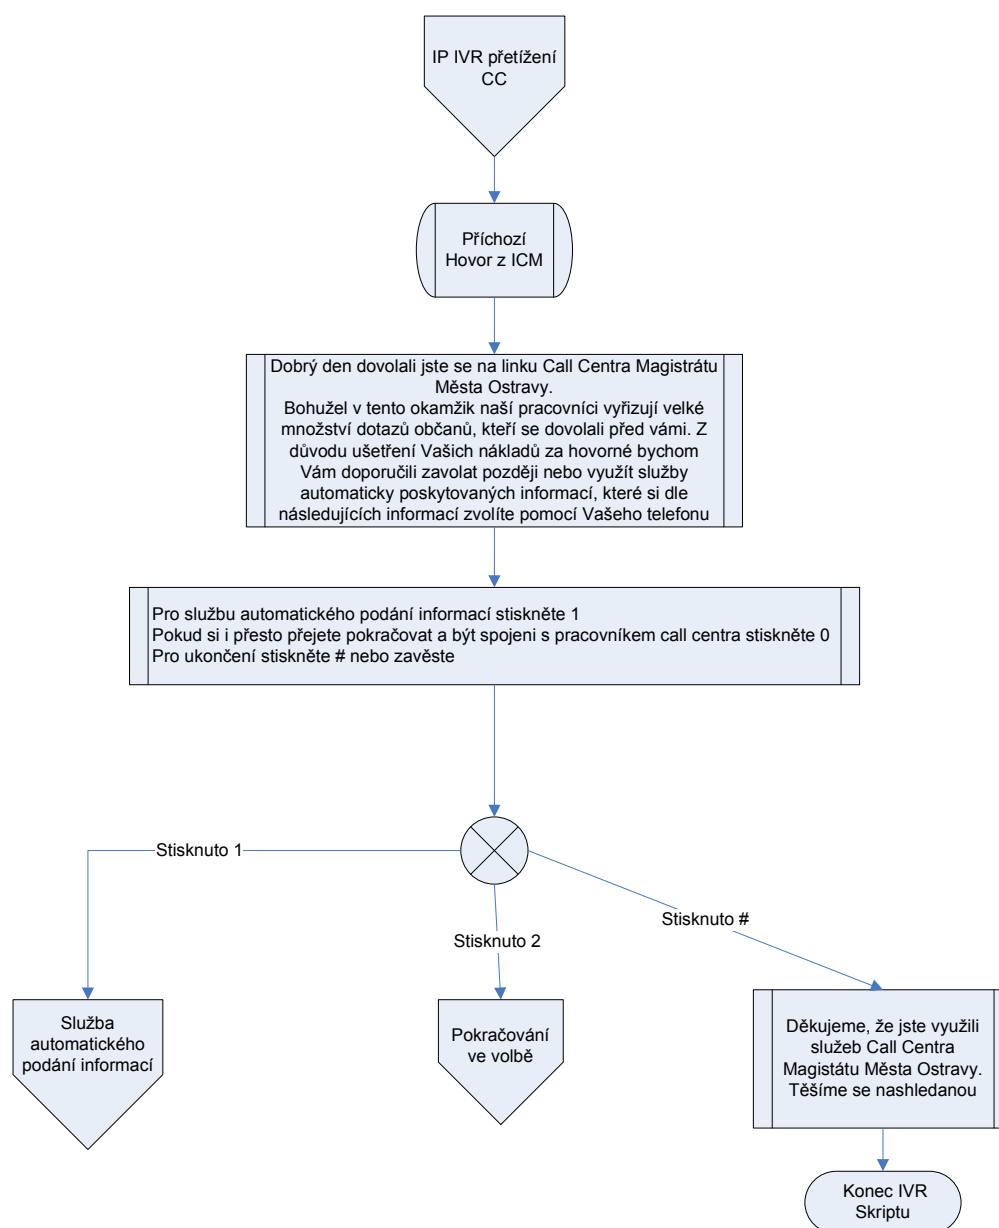 IP IVR přetížení
CC
Příchozí
Hovor z ICM
Dobrý den dovolali jste se na linku Call Centra Magistrátu
Města Ostravy.
Bohužel v tento okamžik naší pracovníci vyřizují velké
množství dotazů občanů, kteří se dovolali před vámi. Z
důvodu ušetření Vašich nákladů za hovorné bychom
Vám doporučili zavolat později nebo využít služby
automaticky poskytovaných informací, které si dle
následujících informací zvolíte pomocí Vašeho telefonu
Pro službu automatického podání informací stiskněte 1
Pokud si i přesto přejete pokračovat a být spojeni s pracovníkem call centra stiskněte 0
Pro ukončení stiskněte # nebo zavěste
Stisknuto 1
Stisknuto 2
Stisknuto #
Služba
automatického
podání informací
Pokračování
ve volbě
Děkujeme, že jste využili
služeb Call Centra
Magistátu Města Ostravy.
Těšíme se nashledanou
Konec IVR
Skriptu